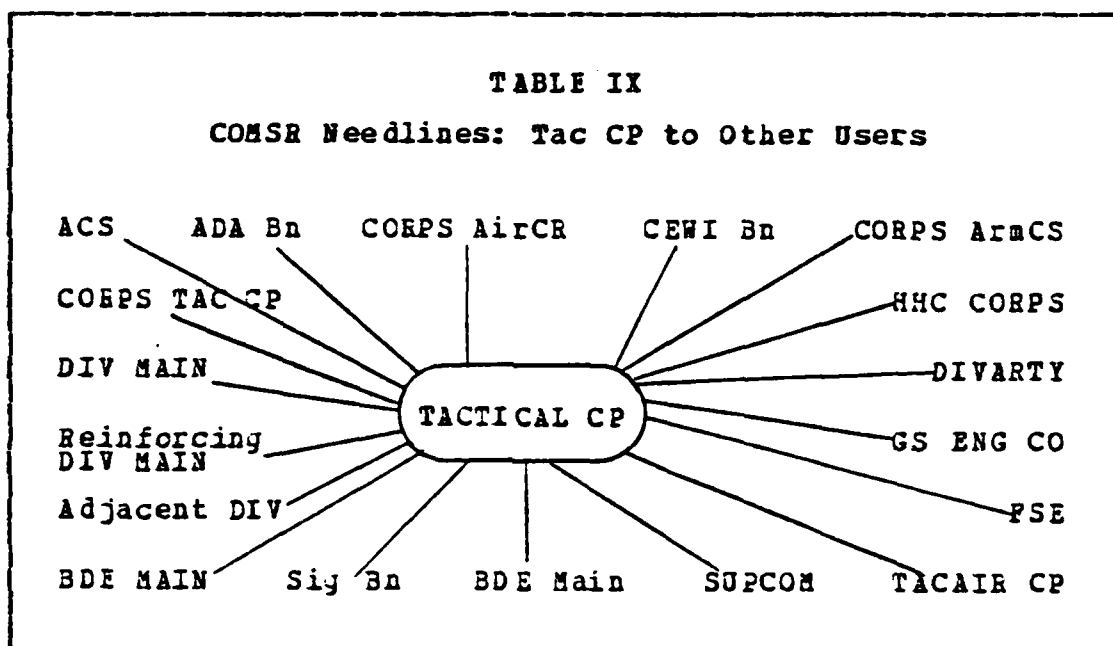 TABLE IX
COMSR Needlines: Tac CP to Other Users
ACS ADA Bn CORPS AirCR CEWI Bn CORPS ArmCS
CORPS TAC CP HHC CORPS
DIV MAIN DIVARTY
TACTICAL CP
Reinforcing
DIV MAIN GS ENG CO
Adjacent DIV FSE
BDE MAIN Sig Bn BDE Main SUPCOM TACAIR CP